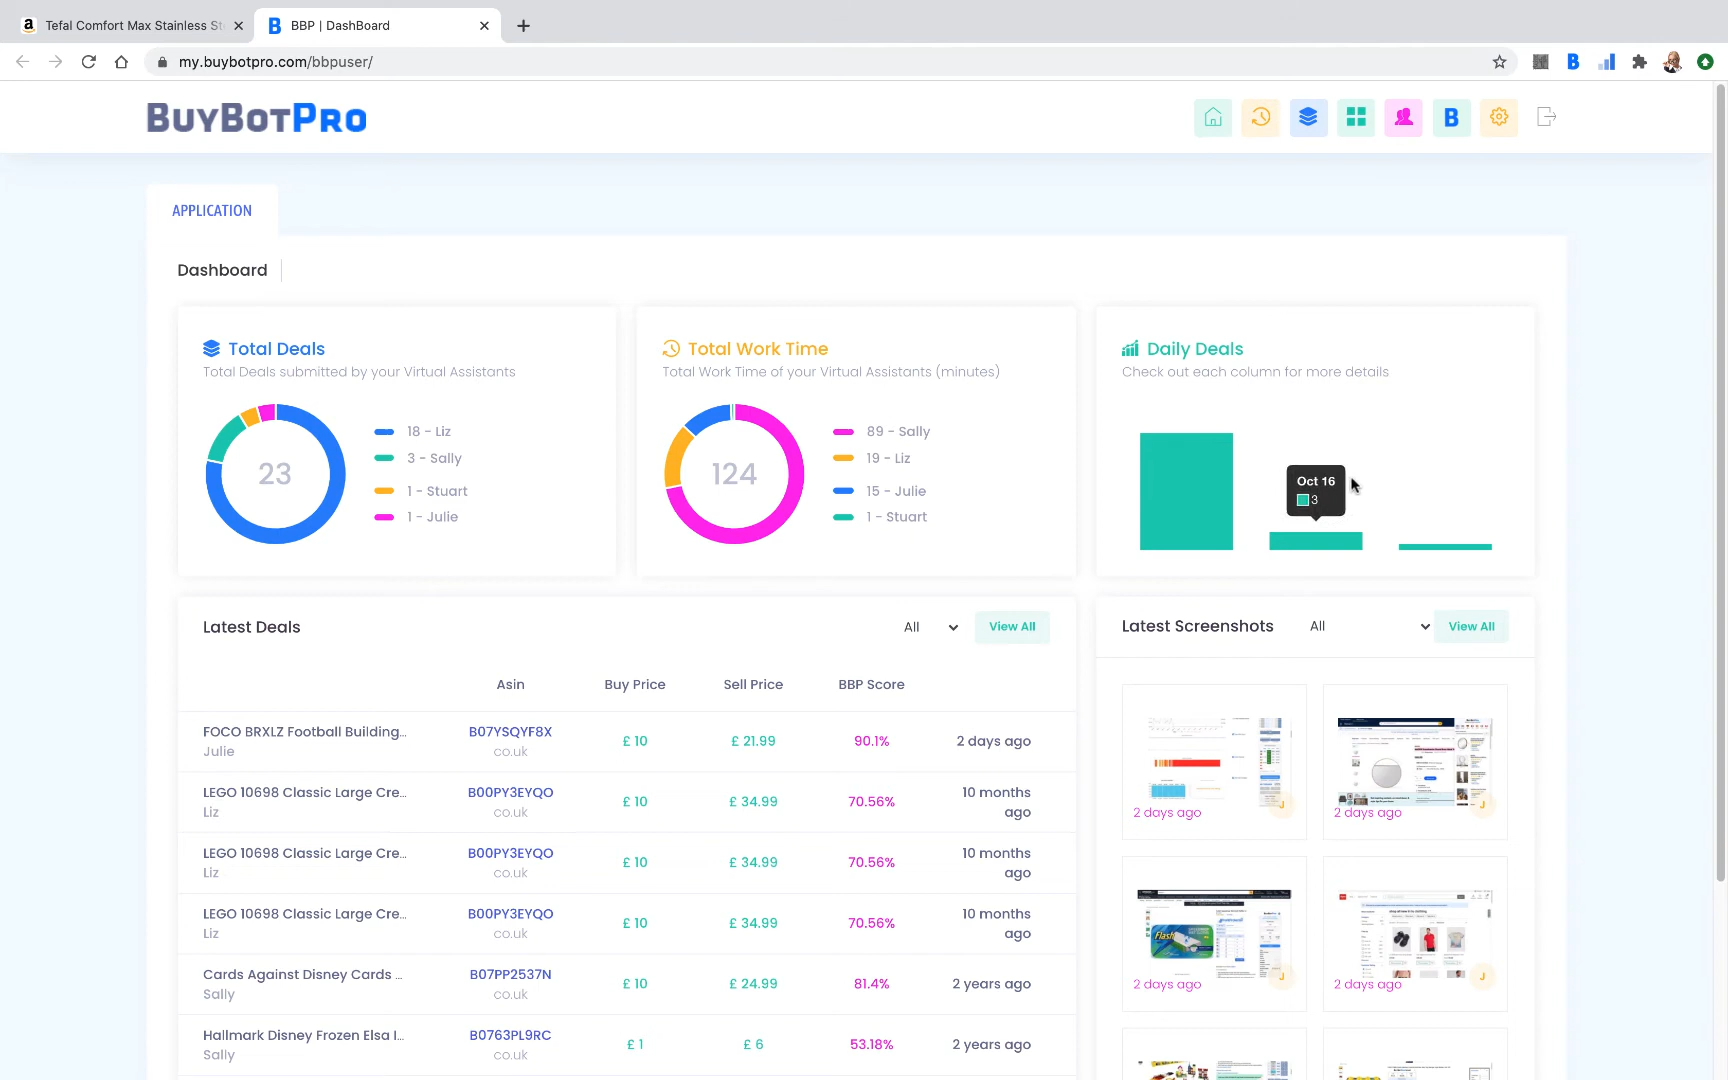 Tefal Comfort Max Stainless St
BBP | DashBoard
my.buybotpro.com/bbpuser/
BUYBOTPRO
APPLICATION
Dashboard
Total Deals
Total Deals submitted by your Virtual Assistants
23
18 - Liz
3 - Sally
1 - Stuart
1 - Julie
Total Work Time
Total Work Time of your Virtual Assistants (minutes)
124
89 - Sally
19 - Liz
15 - Julie
1 - Stuart
Daily Deals
Check out each column for more details
Oct 16
3
Latest Deals
All
View All
Asin Buy Price Sell Price BBP Score
FOCO BRXLZ Football Building... B07YSQYF8X £ 10 £ 21.99 90.1% 2 days ago
Julie co.uk
LEGO 10698 Classic Large Cre... B00PY3EYQO £ 10 £ 34.99 70.56% 10 months ago
Liz co.uk
LEGO 10698 Classic Large Cre... B00PY3EYQO £ 10 £ 34.99 70.56% 10 months ago
Liz co.uk
LEGO 10698 Classic Large Cre... B00PY3EYQO £ 10 £ 34.99 70.56% 10 months ago
Liz co.uk
Cards Against Disney Cards ... B07PP2537N £ 10 £ 24.99 81.4% 2 years ago
Sally co.uk
Hallmark Disney Frozen Elsa I... B0763PL9RC £ 1 £ 6 53.18% 2 years ago
Sally co.uk
Latest Screenshots
All
View All
2 days ago J
2 days ago J
Flash
2 days ago J
2 days ago J